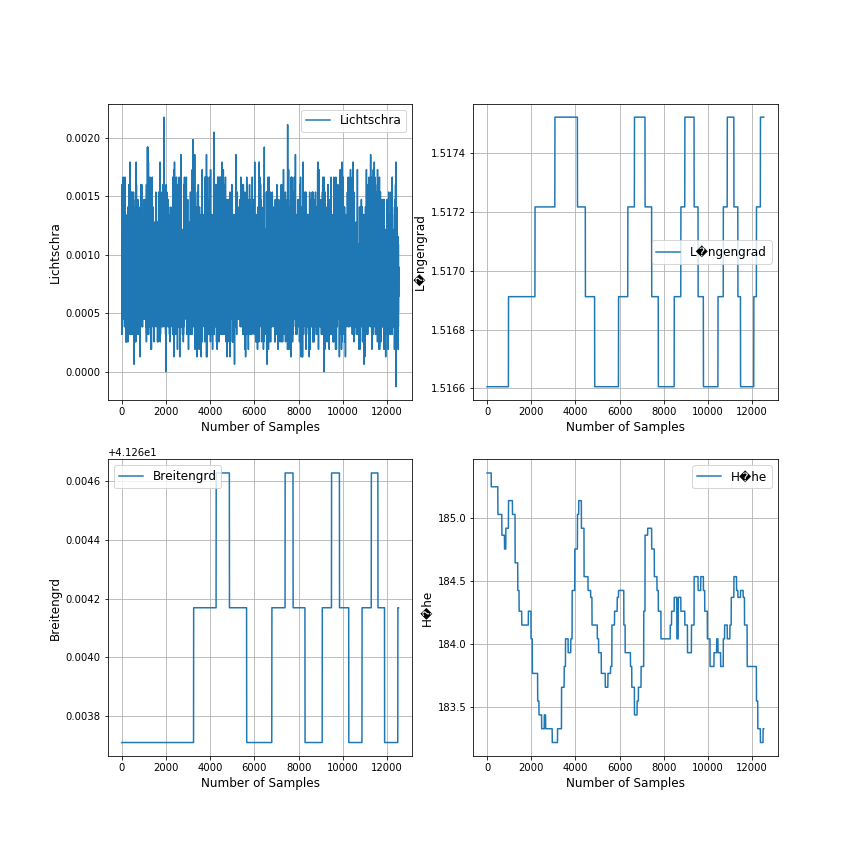 Lichtschra
0.0020
0.0015
0.0010
0.0005
0.0000
Lichtschra
0 2000 4000 6000 8000 10000 12000
Number of Samples
L�ngengrad
1.5174
1.5172
1.5170
1.5168
1.5166
L�ngengrad
0 2000 4000 6000 8000 10000 12000
Number of Samples
+4.126e1
Breitengrd
0.0046
0.0044
0.0042
0.0040
0.0038
Breitengrd
0 2000 4000 6000 8000 10000 12000
Number of Samples
H�he
185.0
184.5
184.0
183.5
H�he
0 2000 4000 6000 8000 10000 12000
Number of Samples